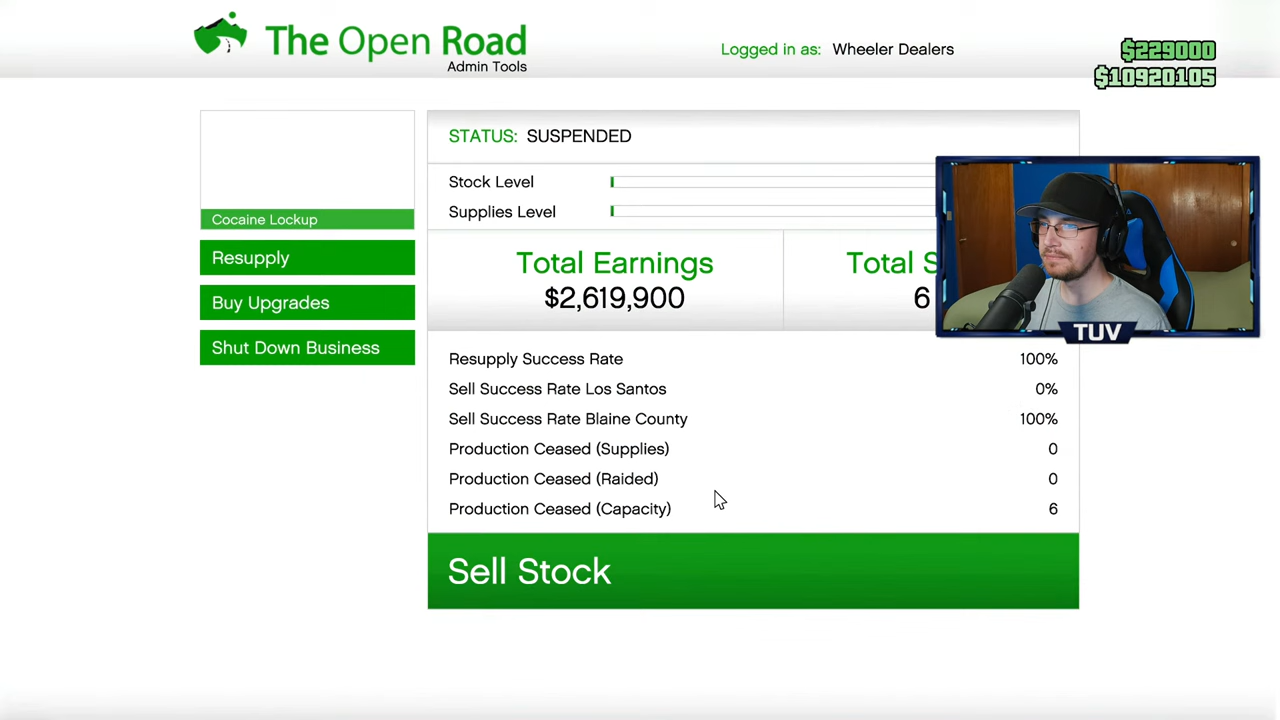 The Open Road
Admin Tools
Logged in as: Wheeler Dealers
$229000
$10920105
Cocaine Lockup
Resupply
Buy Upgrades
Shut Down Business
STATUS: SUSPENDED
Stock Level
Supplies Level
Total Earnings
$2,619,900
Total S
6
TUV
Resupply Success Rate 100%
Sell Success Rate Los Santos 0%
Sell Success Rate Blaine County 100%
Production Ceased (Supplies) 0
Production Ceased (Raided) 0
Production Ceased (Capacity) 6
Sell Stock